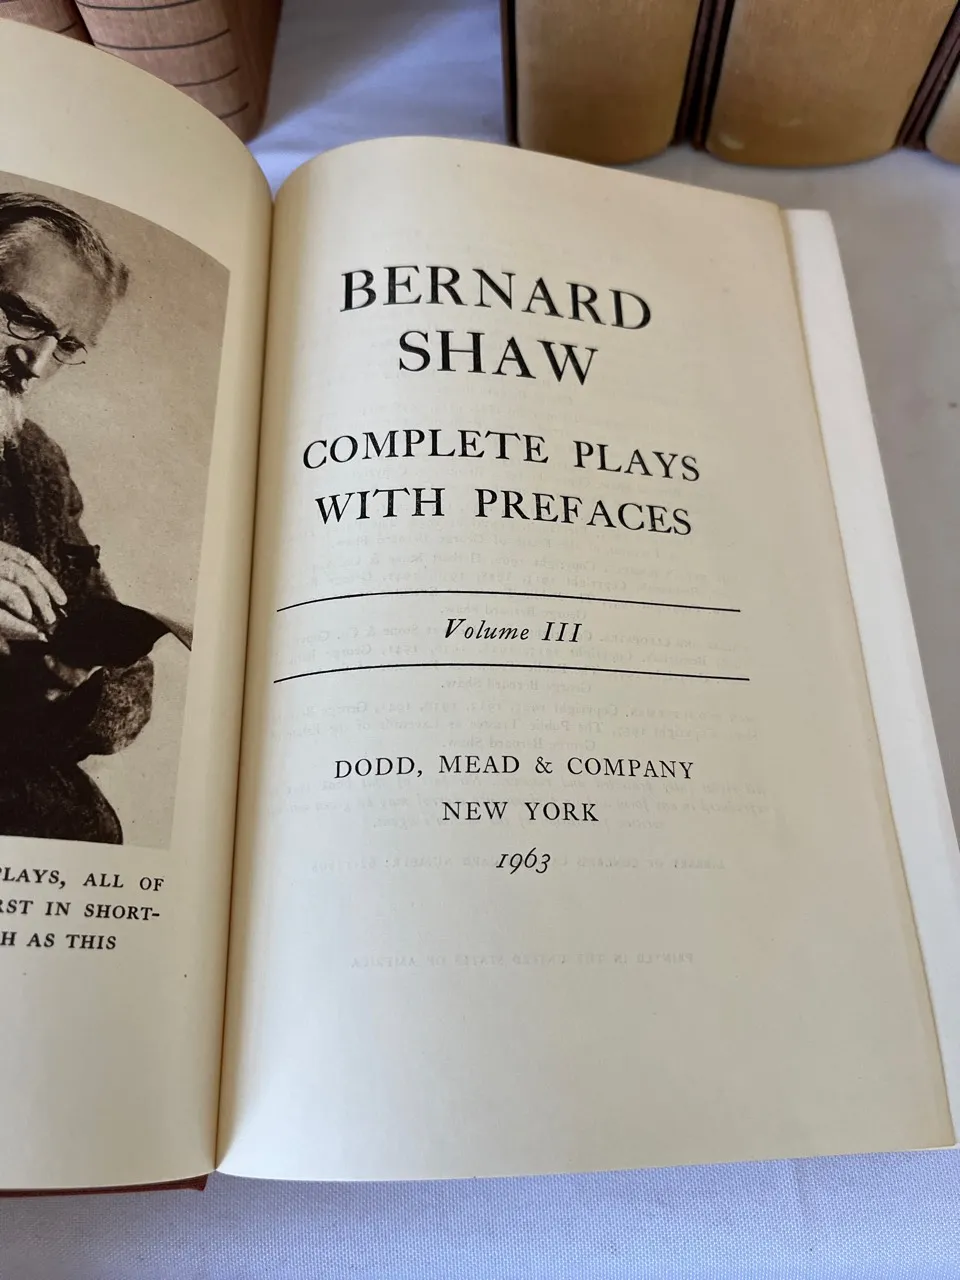 PLAYS, ALL OF
IN SHORT-
AS THIS
BERNARD
SHAW
COMPLETE PLAYS
WITH PREFACES
Volume III
DODD, MEAD & COMPANY
NEW YORK
1963